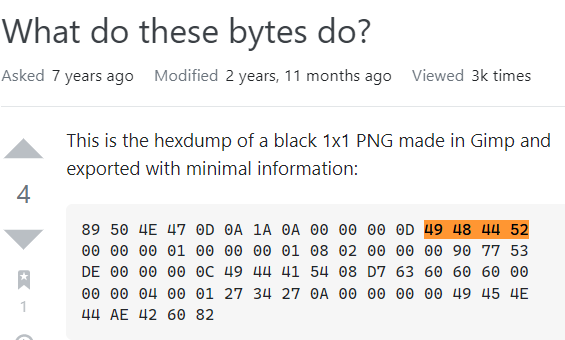 What do these bytes do?
Asked 7 years ago Modified 2 years, 11 months ago Viewed 3k times
This is the hexdump of a black 1x1 PNG made in Gimp and
4
exported with minimal information:
89 50 4E 47 0D 0A 1A 0A 00 00 00 0D 49 48 44 52
00 00 00 01 00 00 00 01 08 02 00 00 00 90 77 53
DE 00 00 00 0C 49 44 41 54 08 D7 63 60 60 60 00
00 00 04 00 01 27 34 27 0A 00 00 00 00 49 45 4E
1
44 AE 42 60 82